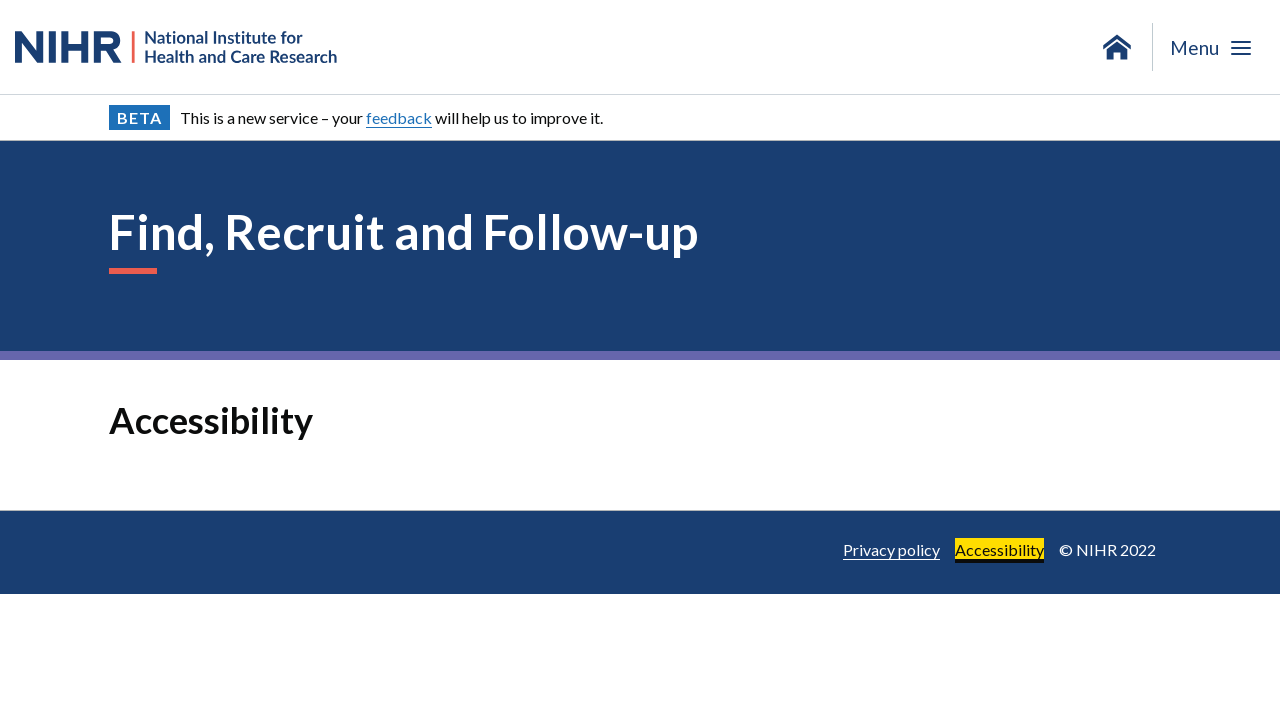 NIHR
National Institute for
Health and Care Research
Menu
BETA This is a new service – your feedback will help us to improve it.
Find, Recruit and Follow-up
Accessibility
Privacy policy Accessibility © NIHR 2022